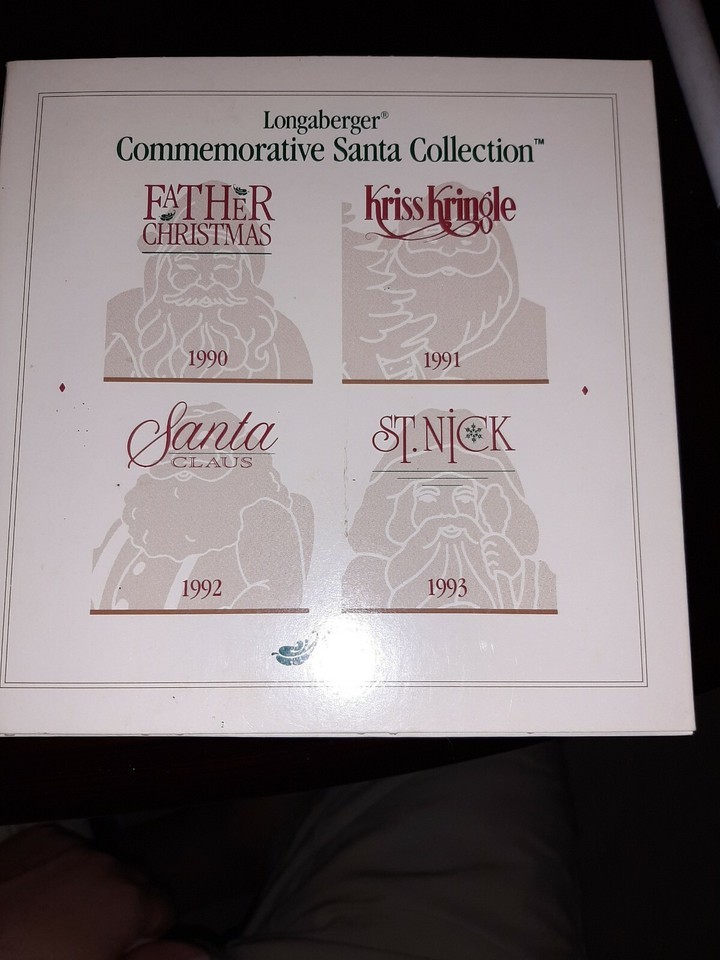 Longaberger®
Commemorative Santa Collection™
FATHER
CHRISTMAS
1990
Kriss Kringle
1991
Santa
CLAUS
1992
ST. NICK
1993